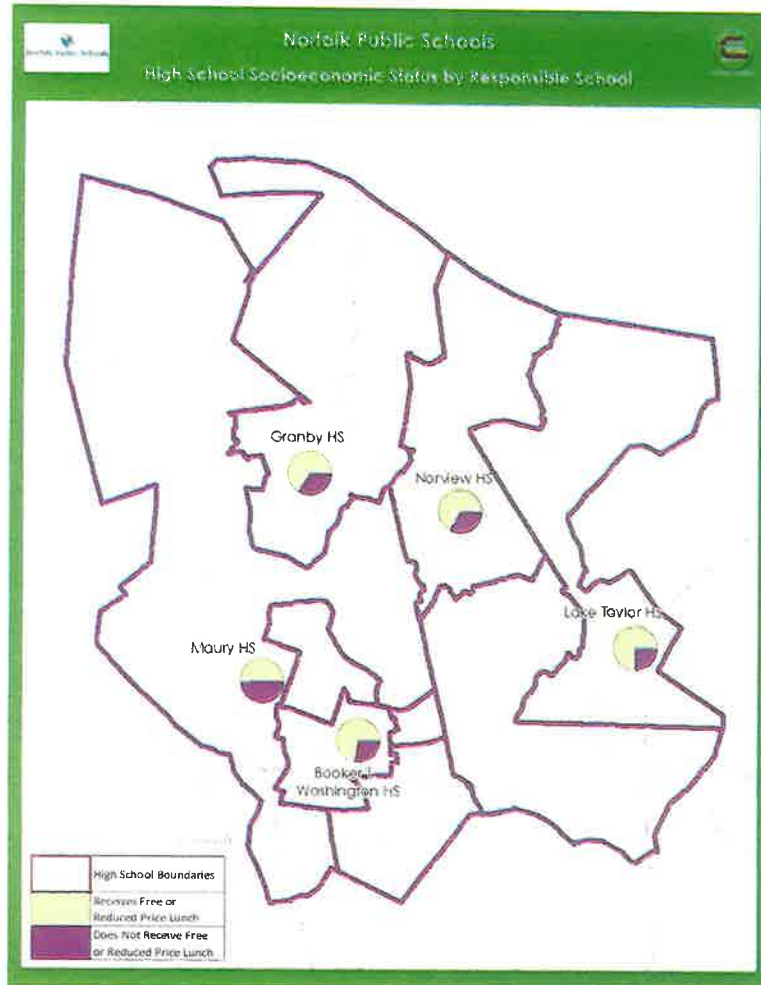 Norfolk Public Schools
High School Socioeconomic Status by Responsible School
Granby HS
Norview HS
Lake Taylor HS
Maury HS
Booker T
Washington HS
High School Boundaries
Receives Free or
Reduced Price Lunch
Does Not Receive Free
or Reduced Price Lunch